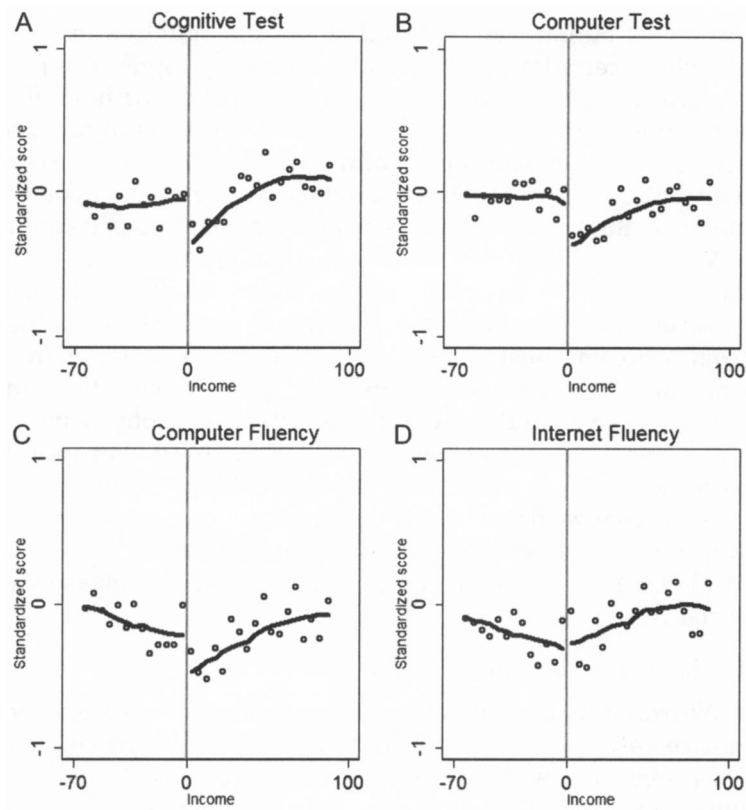 A
Cognitive Test
1
0
-1
Standardized score
-70
0
100
Income
B
Computer Test
1
0
-1
Standardized score
-70
0
100
Income
C
Computer Fluency
1
0
-1
Standardized score
-70
0
100
Income
D
Internet Fluency
1
0
-1
Standardized score
-70
0
100
Income